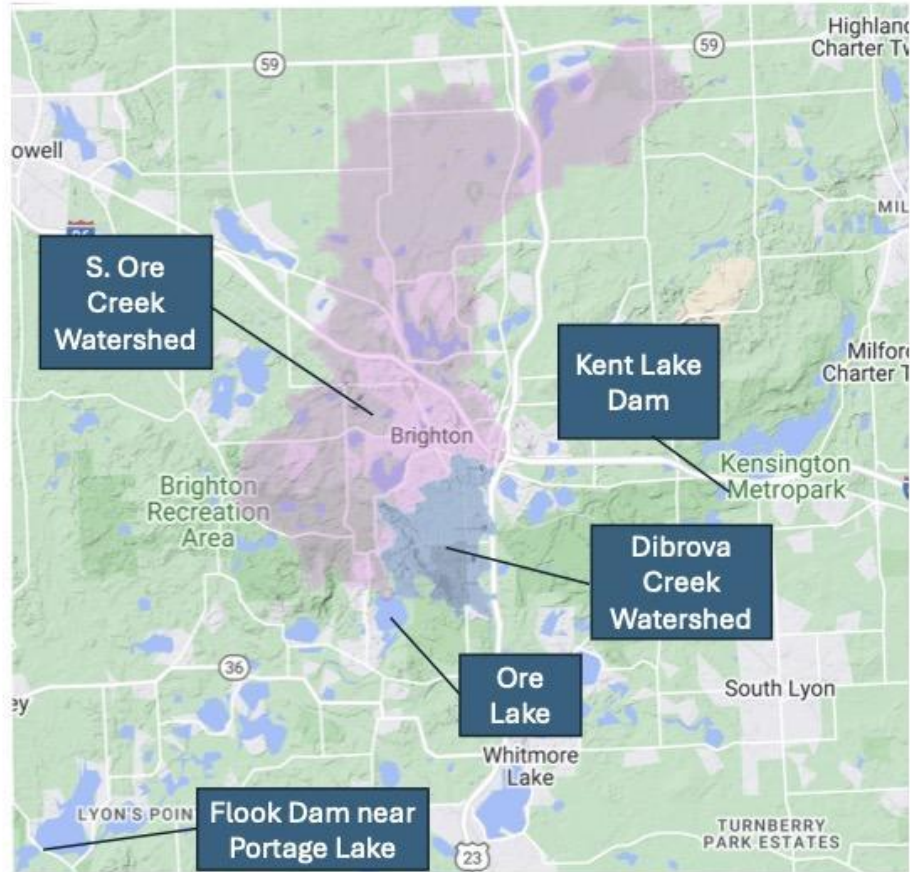 Highland
Charter Tw
59
59
owell
MIL
96
S. Ore
Creek
Watershed
Kent Lake
Dam
Milford
Charter T
Brighton
Kensington
Metropark
Brighton
Recreation
Area
Dibrova
Creek
Watershed
36
Ore
Lake
South Lyon
ey
Whitmore
Lake
LYON'S POIN
Flook Dam near
Portage Lake
23
TURNBERRY
PARK ESTATES